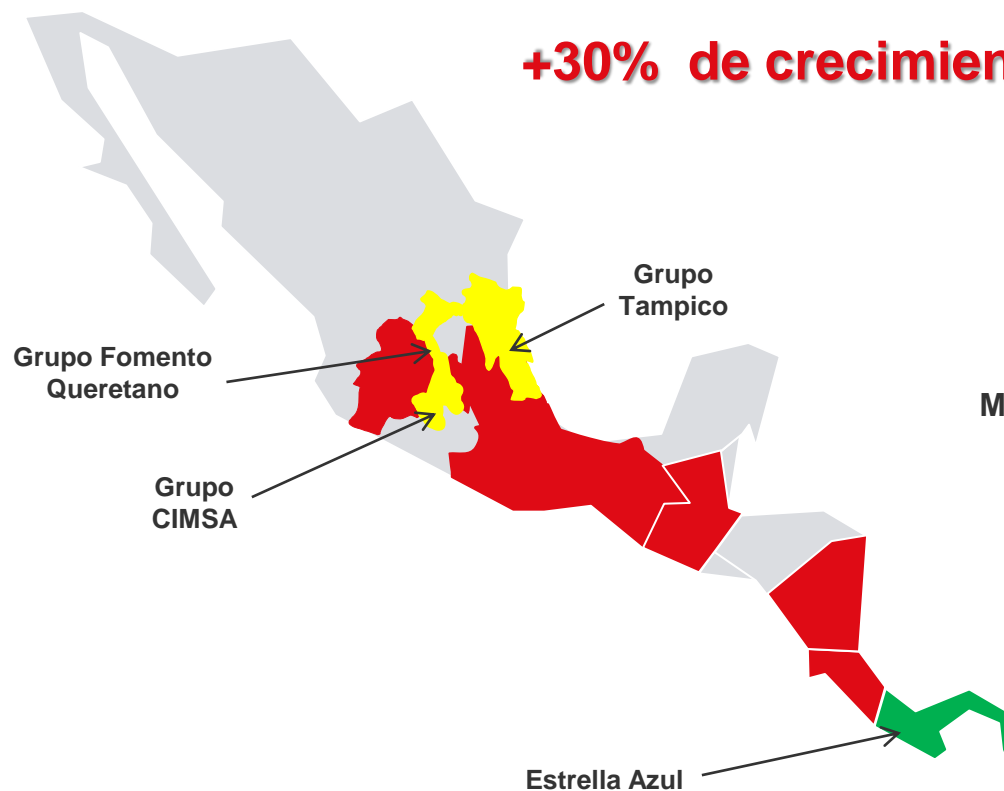 +30% de crecimien
Grupo
Tampico
Grupo Fomento
Queretano
M
Grupo
CIMSA
Estrella Azul